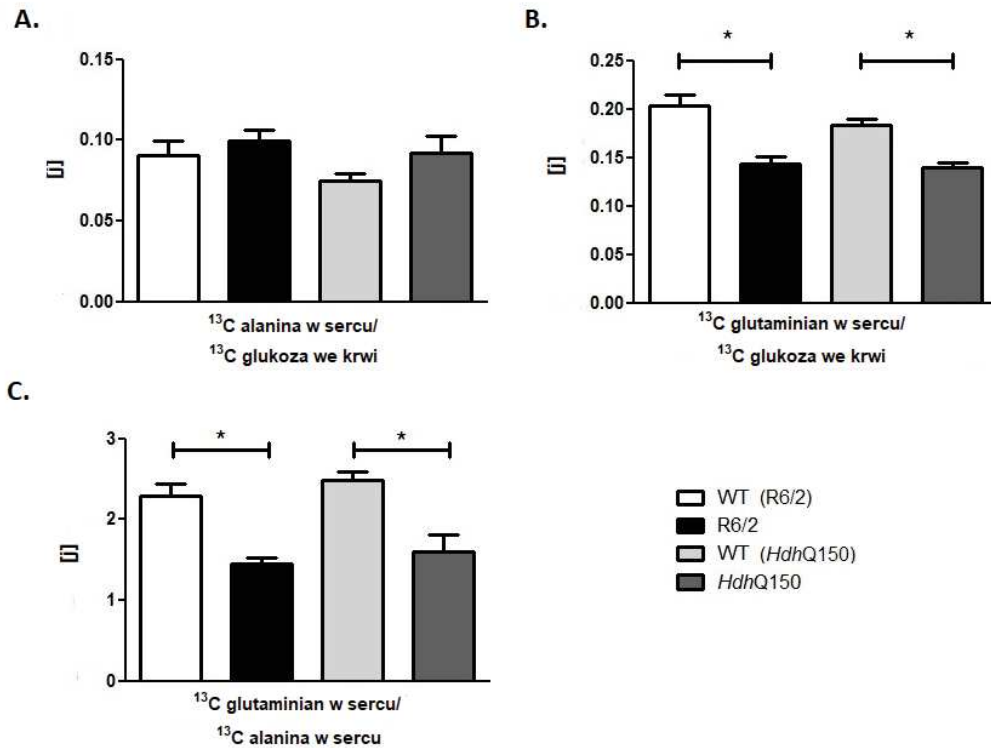 A.
0.15
0.10
0.05
0.00
[j]
¹³C alanina w sercu/
¹³C glukoza we krwi
B.
0.25
0.20
0.15
0.10
0.05
0.00
[j]
*
*
¹³C glutaminian w sercu/
¹³C glukoza we krwi
C.
3
2
1
0
[j]
*
*
¹³C glutaminian w sercu/
¹³C alanina w sercu
WT (R6/2)
R6/2
WT (HdhQ150)
HdhQ150